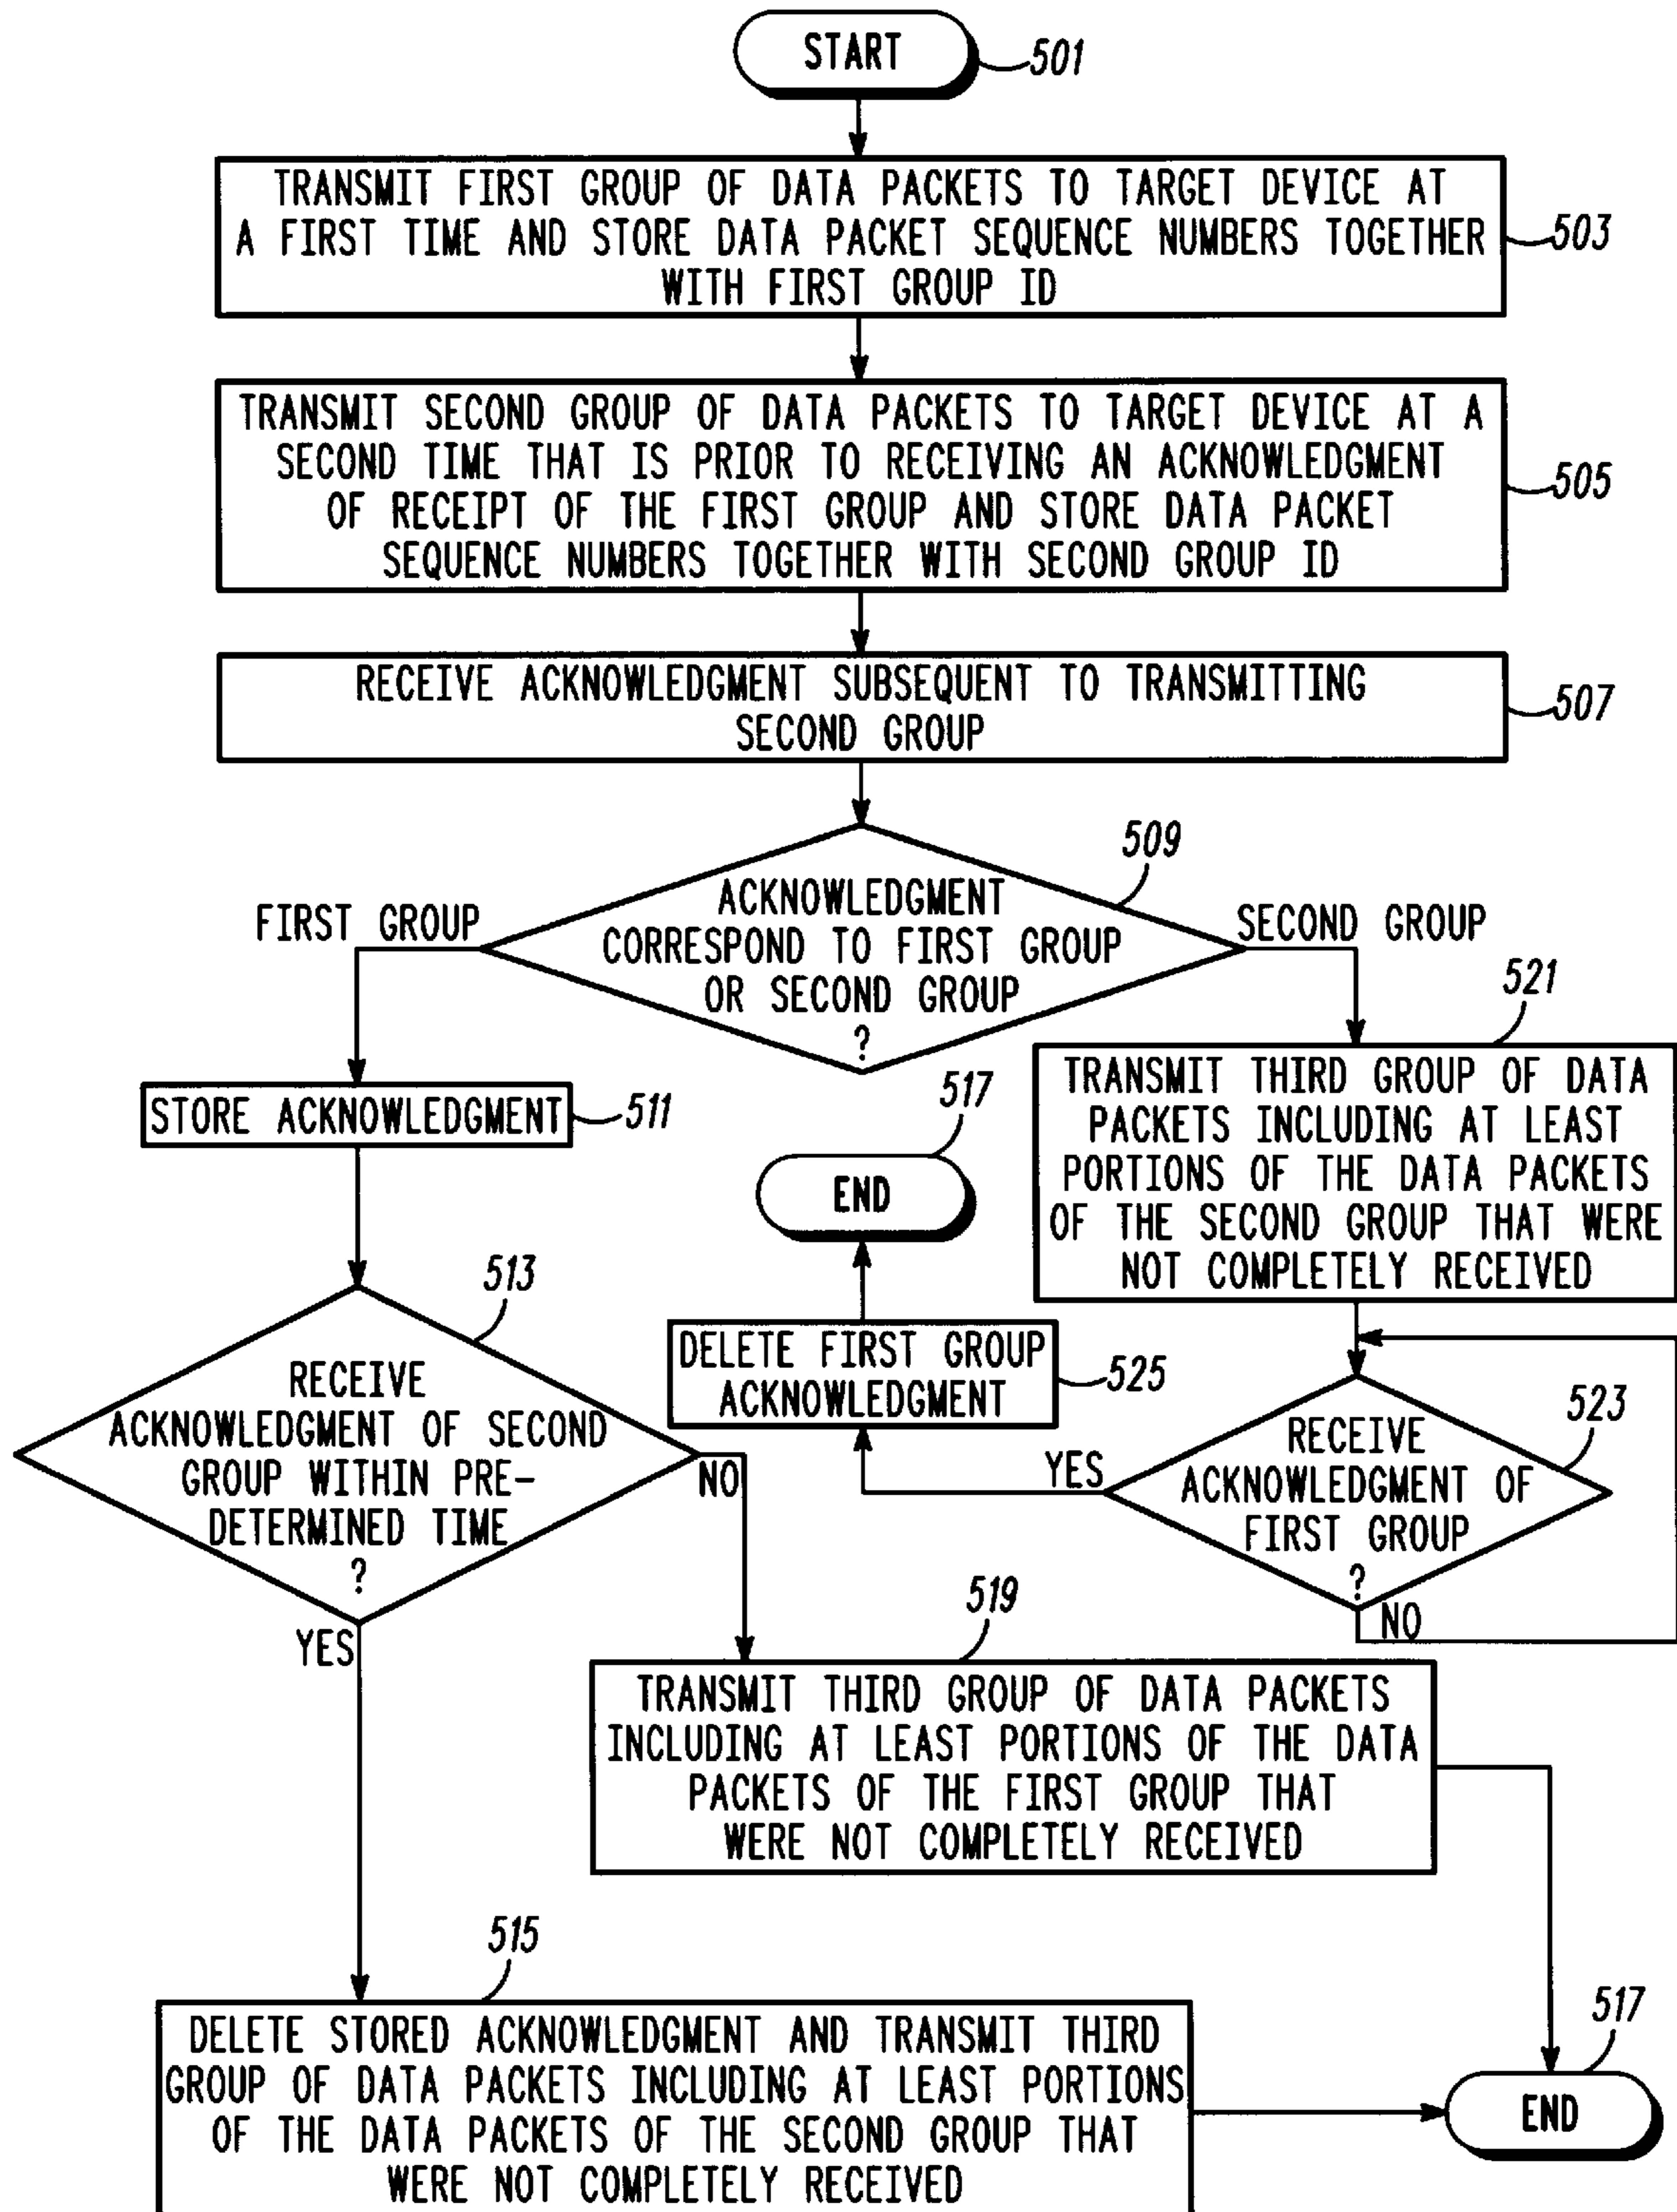 START
501
TRANSMIT FIRST GROUP OF DATA PACKETS TO TARGET DEVICE AT
A FIRST TIME AND STORE DATA PACKET SEQUENCE NUMBERS TOGETHER
WITH FIRST GROUP ID
503
TRANSMIT SECOND GROUP OF DATA PACKETS TO TARGET DEVICE AT A
SECOND TIME THAT IS PRIOR TO RECEIVING AN ACKNOWLEDGMENT
OF RECEIPT OF THE FIRST GROUP AND STORE DATA PACKET
SEQUENCE NUMBERS TOGETHER WITH SECOND GROUP ID
505
RECEIVE ACKNOWLEDGMENT SUBSEQUENT TO TRANSMITTING
SECOND GROUP
507
509
ACKNOWLEDGMENT
CORRESPOND TO FIRST GROUP
OR SECOND GROUP
?
FIRST GROUP
SECOND GROUP
STORE ACKNOWLEDGMENT
511
521
TRANSMIT THIRD GROUP OF DATA
PACKETS INCLUDING AT LEAST
PORTIONS OF THE DATA PACKETS
OF THE SECOND GROUP THAT WERE
NOT COMPLETELY RECEIVED
517
END
513
RECEIVE
ACKNOWLEDGMENT OF SECOND
GROUP WITHIN PRE-
DETERMINED TIME
?
NO
YES
DELETE FIRST GROUP
ACKNOWLEDGMENT
525
523
RECEIVE
ACKNOWLEDGMENT OF
FIRST GROUP
?
YES
NO
519
TRANSMIT THIRD GROUP OF DATA PACKETS
INCLUDING AT LEAST PORTIONS OF THE DATA
PACKETS OF THE FIRST GROUP THAT
WERE NOT COMPLETELY RECEIVED
515
DELETE STORED ACKNOWLEDGMENT AND TRANSMIT THIRD
GROUP OF DATA PACKETS INCLUDING AT LEAST PORTIONS
OF THE DATA PACKETS OF THE SECOND GROUP THAT
WERE NOT COMPLETELY RECEIVED
517
END